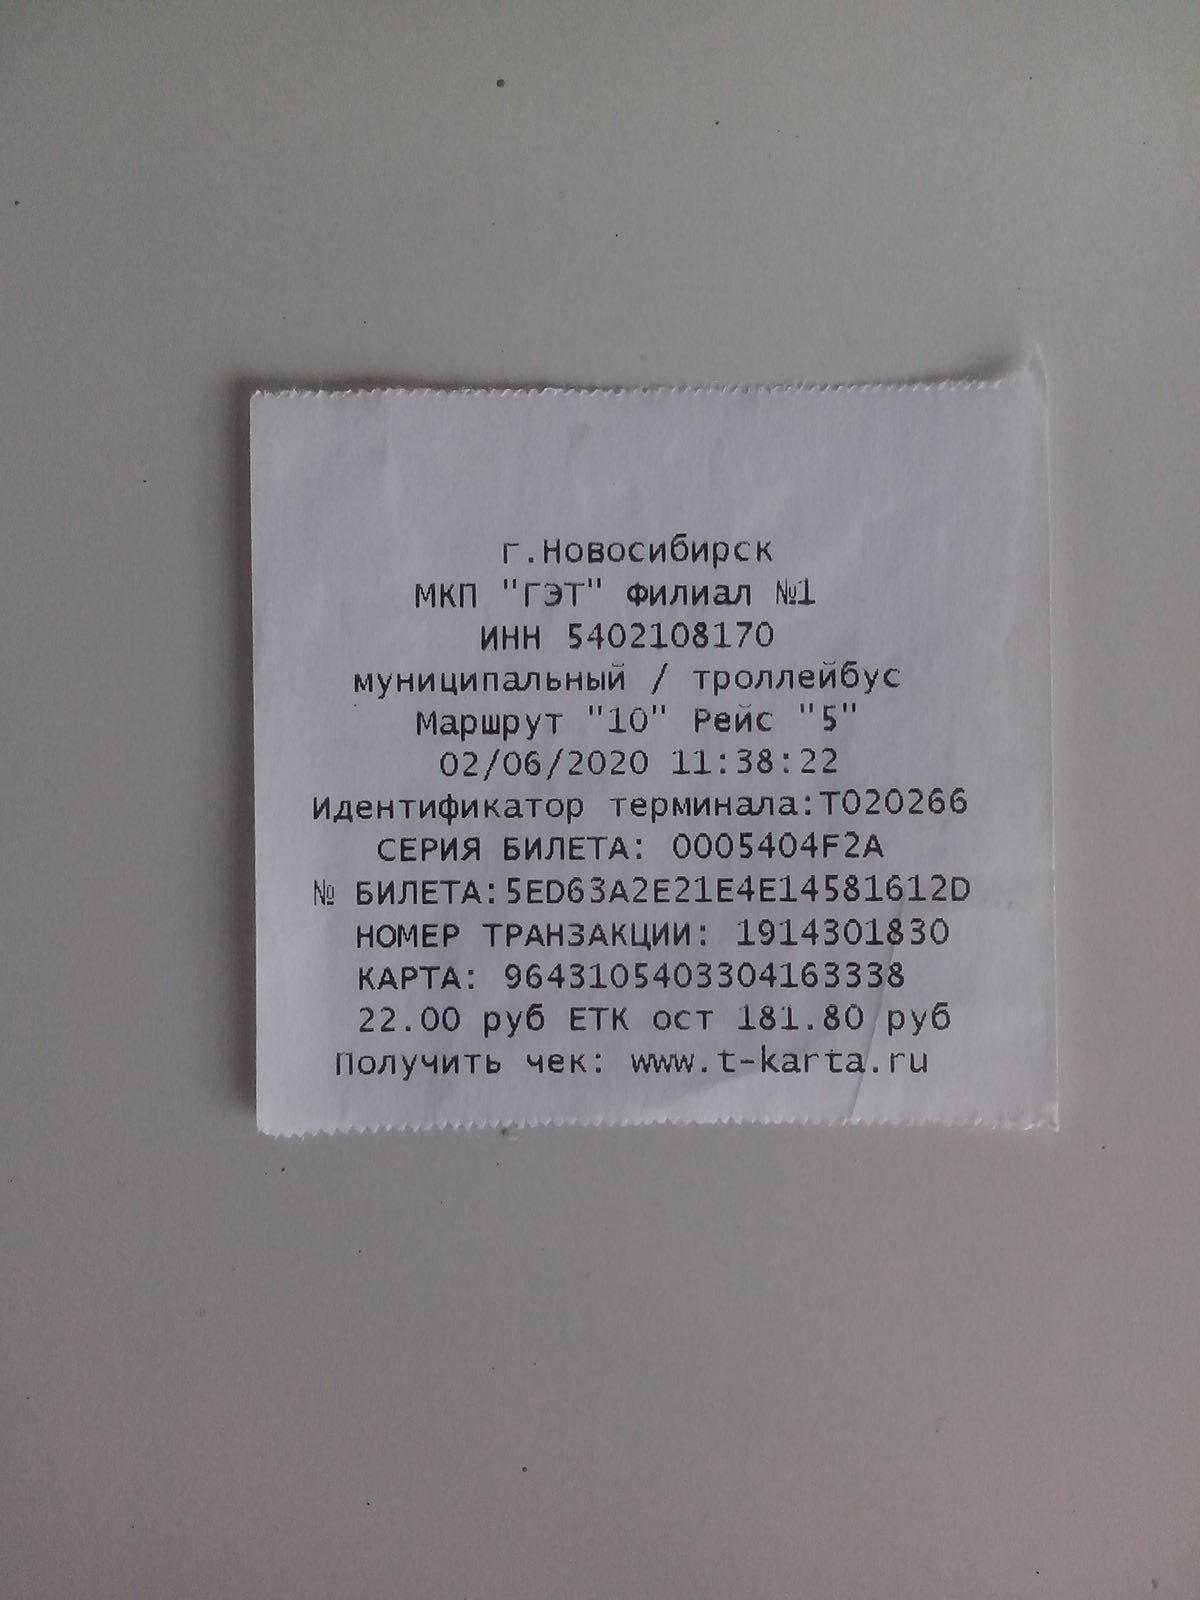 г.Новосибирск
МКП "ГЭТ" Филиал №1
ИНН 5402108170
муниципальный / троллейбус
Маршрут "10" Рейс "5"
02/06/2020 11:38:22
Идентификатор терминала:Т020266
СЕРИЯ БИЛЕТА: 0005404F2A
№ БИЛЕТА:5ED63A2E21E4E14581612D
НОМЕР ТРАНЗАКЦИИ: 1914301830
КАРТА: 9643105403304163338
22.00 руб ЕТК ост 181.80 руб
Получить чек: www.t-karta.ru